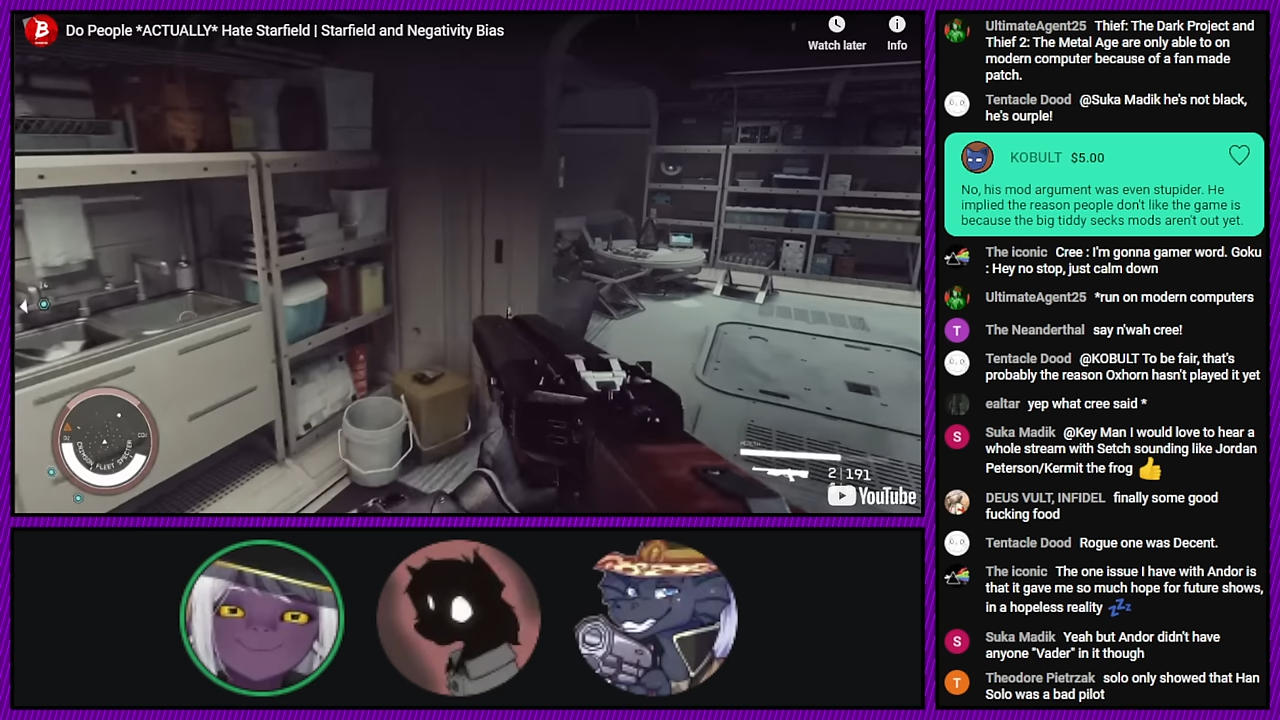 Do People *ACTUALLY* Hate Starfield | Starfield and Negativity Bias
Watch later
Info
O2
CO2
CRIMSON FLEET SPECTER
HEALTH
2 | 191
YouTube
UltimateAgent25 Thief: The Dark Project and
Thief 2: The Metal Age are only able to on
modern computer because of a fan made
patch.
Tentacle Dood @Suka Madik he's not black,
he's ourple!
KOBULT $5.00
No, his mod argument was even stupider. He
implied the reason people don't like the game is
because the big tiddy secks mods aren't out yet.
The iconic Cree : I'm gonna gamer word. Goku
: Hey no stop, just calm down
UltimateAgent25 *run on modern computers
T
The Neanderthal say n'wah cree!
Tentacle Dood @KOBULT To be fair, that's
probably the reason Oxhorn hasn't played it yet
ealtar yep what cree said *
S
Suka Madik @Key Man I would love to hear a
whole stream with Setch sounding like Jordan
Peterson/Kermit the frog 👍
DEUS VULT, INFIDEL finally some good
fucking food
Tentacle Dood Rogue one was Decent.
The iconic The one issue I have with Andor is
that it gave me so much hope for future shows,
in a hopeless reality 💤
S
Suka Madik Yeah but Andor didn't have
anyone "Vader" in it though
T
Theodore Pietrzak solo only showed that Han
Solo was a bad pilot